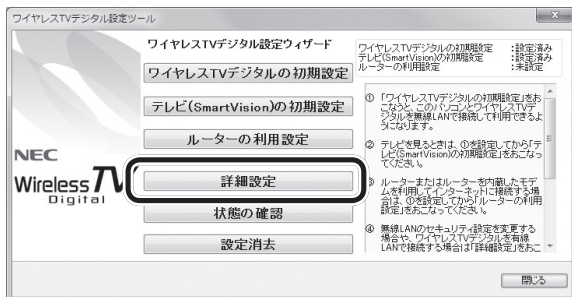 ワイヤレスTVデジタル設定ツール
ワイヤレスTVデジタル設定ウィザード
ワイヤレスTVデジタルの初期設定 :設定済み
テレビ(SmartVision)の初期設定 :設定済み
ルーターの利用設定 :未設定
ワイヤレスTVデジタルの初期設定
テレビ(SmartVision)の初期設定
ルーターの利用設定
詳細設定
状態の確認
設定消去
NEC
Wireless TV
Digital
① 「ワイヤレスTVデジタルの初期設定」をお
こなうと、このパソコンとワイヤレスTVデ
ジタルを無線LANで接続して利用できるよ
うになります。
② テレビを見るときは、①を設定してから「テ
レビ(SmartVision)の初期設定」をおこなっ
てください。
③ ルーターまたはルーターを内蔵したモデ
ムを利用してインターネットに接続する場
合は、①を設定してから「ルーターの利用
設定」をおこなってください。
④ 無線LANのセキュリティ設定を変更する
場合や、ワイヤレスTVデジタルを有線
LANで接続する場合は「詳細設定」をおこ
閉じる